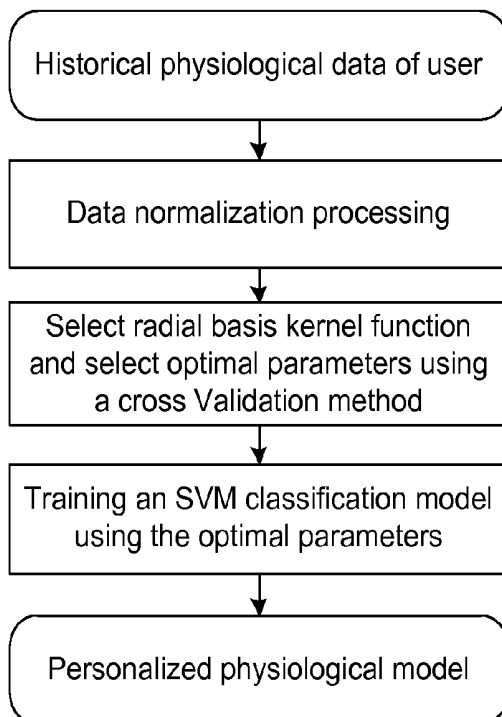 Historical physiological data of user
Data normalization processing
Select radial basis kernel function
and select optimal parameters using
a cross Validation method
Training an SVM classification model
using the optimal parameters
Personalized physiological model